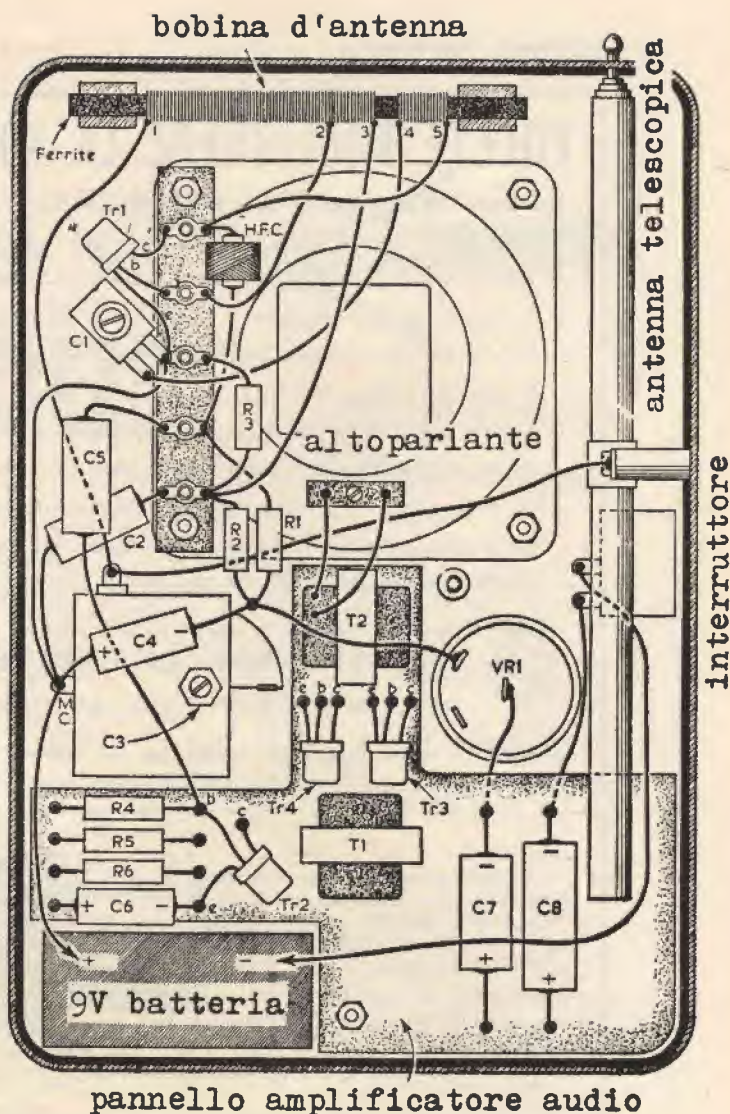 bobina d'antenna
antenna telescopica
Ferrite
1 2 3 4 5
Tr1
c
b
H.F.C.
C1
R3
altoparlante
interruttore
C5
C2
R2
R1
C4
+ -
T2
VR1
M.C.
C3
e b c
c b c
Tr4
Tr3
R4
b
R5
R6
+ C6 -
c
e
Tr2
T1
-
C7
+
-
C8
+
+ -
9V batteria
pannello amplificatore audio